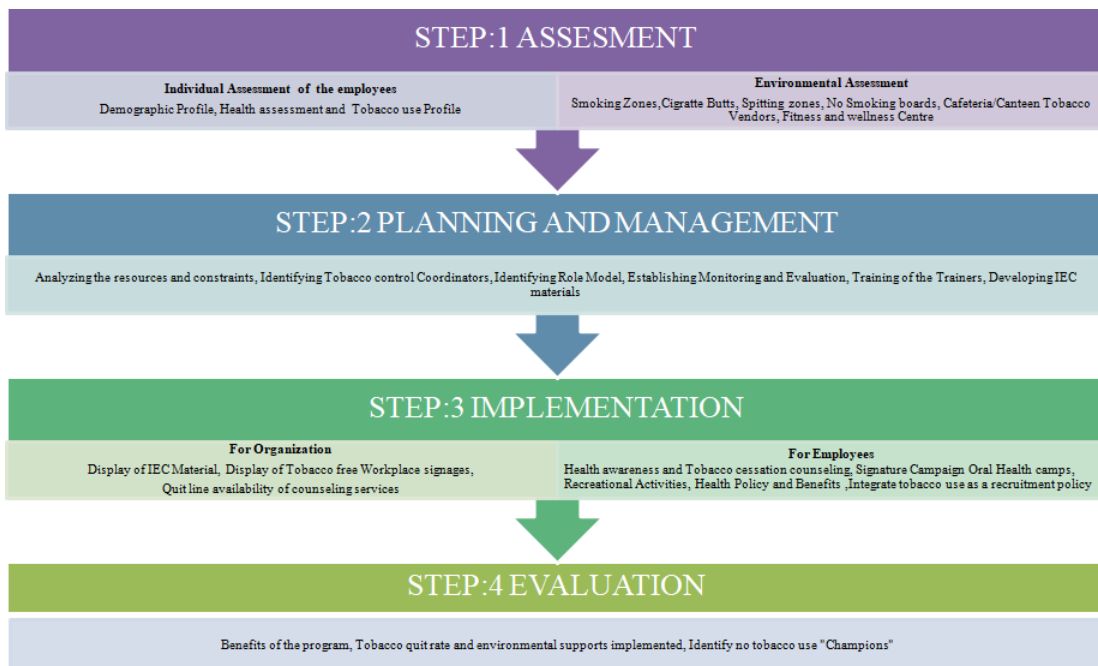 STEP:1 ASSESMENT
Individual Assessment of the employees
Demographic Profile, Health assessment and Tobacco use Profile
Environmental Assessment
Smoking Zones,Cigratte Butts, Spitting zones, No Smoking boards, Cafeteria/Canteen Tobacco
Vendors, Fitness and wellness Centre
STEP:2 PLANNING AND MANAGEMENT
Analyzing the resources and constraints, Identifying Tobacco control Coordinators, Identifying Role Model, Establishing Monitoring and Evaluation, Training of the Trainers, Developing IEC
materials
STEP:3 IMPLEMENTATION
For Organization
Display of IEC Material, Display of Tobacco free Workplace signages,
Quit line availability of counseling services
For Employees
Health awareness and Tobacco cessation counseling, Signature Campaign Oral Health camps,
Recreational Activities, Health Policy and Benefits ,Integrate tobacco use as a recruitment policy
STEP:4 EVALUATION
Benefits of the program, Tobacco quit rate and environmental supports implemented, Identify no tobacco use "Champions"